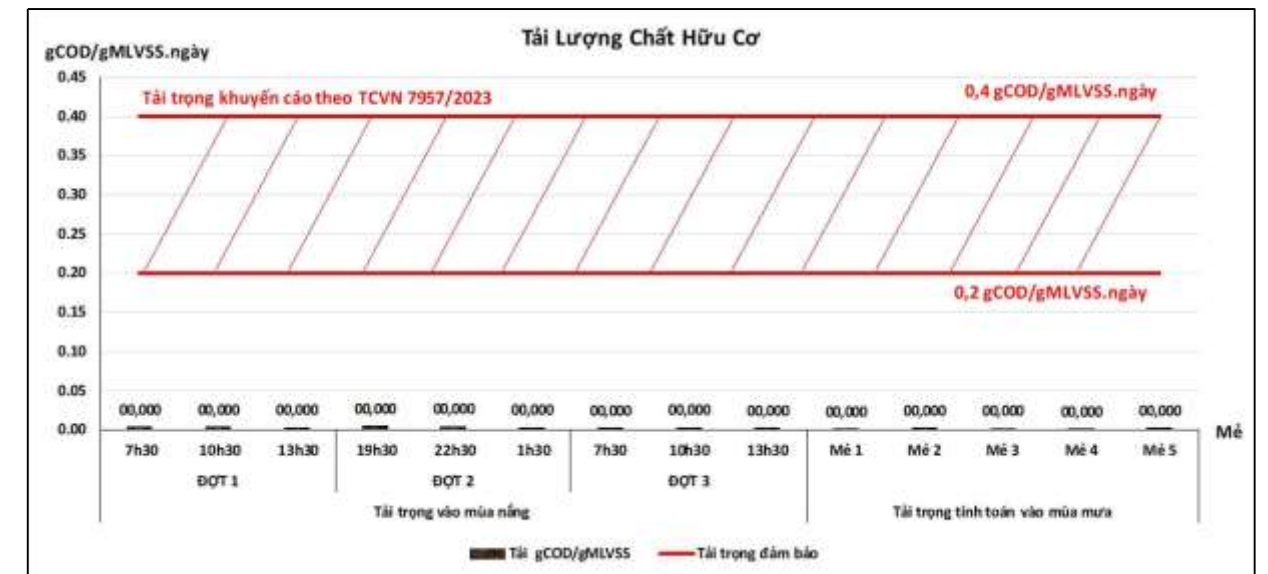 Tải Lượng Chất Hữu Cơ
gCOD/gMLVSS.ngày
0.45
Tải trọng khuyến cáo theo TCVN 7957/2023
0,4 gCOD/gMLVSS.ngày
0.40
0.35
0.30
0.25
0.20
0,2 gCOD/gMLVSS.ngày
0.15
0.10
0.05
00,000 00,000 00,000 00,000 00,000 00,000 00,000 00,000 00,000 00,000 00,000 00,000 00,000 00,000
0.00
7h30 10h30 13h30 19h30 22h30 1h30 7h30 10h30 13h30 Mẻ 1 Mẻ 2 Mẻ 3 Mẻ 4 Mẻ 5
Mẻ
ĐỢT 1 ĐỢT 2 ĐỢT 3
Tải trọng vào mùa nắng Tải trọng tính toán vào mùa mưa
Tải gCOD/gMLVSS Tải trọng đảm bảo